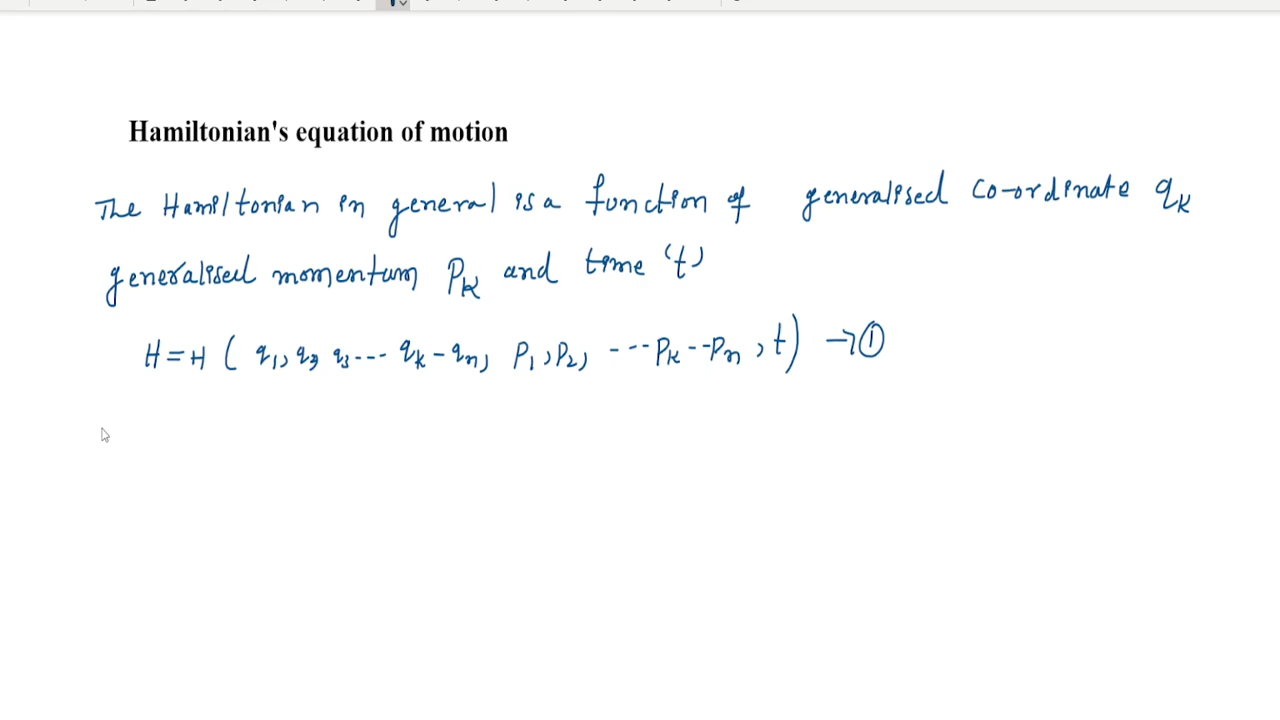 Hamiltonian's equation of motion
The Hamiltonian in general is a function of generalised co-ordinate qₖ
generalised momentum Pₖ and time 't'
H = H ( q₁, q₂, q₃ --- qₖ - qₙ, P₁, P₂, - --- Pₖ - -Pₙ , t) → ①